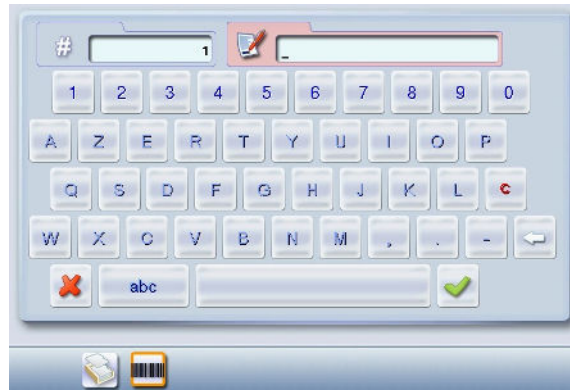 # 1 _
1 2 3 4 5 6 7 8 9 0
A Z E R T Y U I O P
Q S D F G H J K L C
W X C V B N M , . -
abc